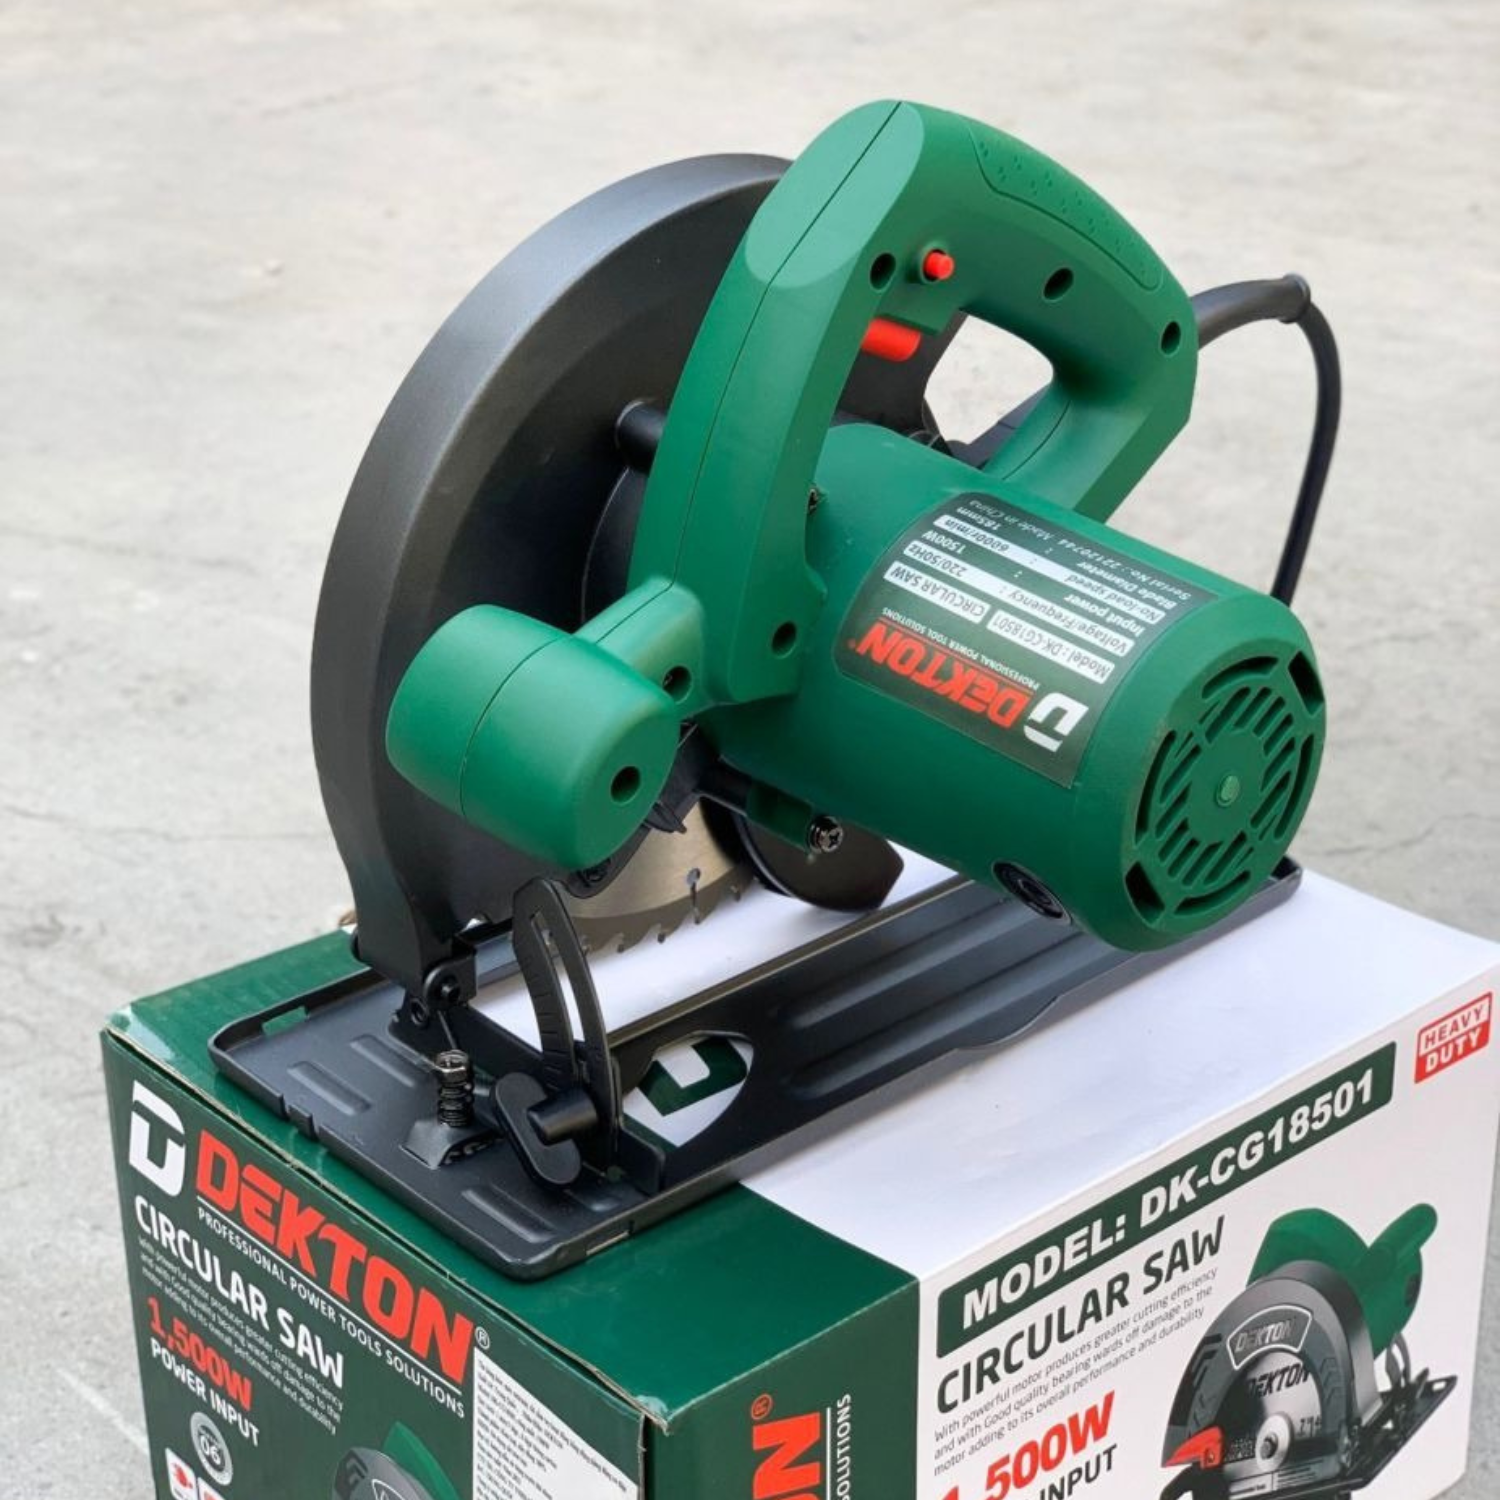 DEKTON
PROFESSIONAL POWER TOOL SOLUTIONS
Model : DK-CG18501 CIRCULAR SAW
Voltage/Frequency : 220/50Hz
Input power : 1500W
No-load speed : 6000r/min
Blade Diameter : 185mm
Serial No.: 22120744 Made in China
DEKTON®
PROFESSIONAL POWER TOOLS SOLUTIONS
CIRCULAR SAW
With powerful motor produces greater cutting efficiency
and with Good quality bearing wards off damage to the
motor adding to its overall performance and durability
1,500W
POWER INPUT
06
HEAVY
DUTY
MODEL: DK-CG18501
CIRCULAR SAW
With powerful motor produces greater cutting efficiency
and with Good quality bearing wards off damage to the
motor adding to its overall performance and durability
1,500W
INPUT
DEKTON
DEKTON
ON®
SOLUTIONS